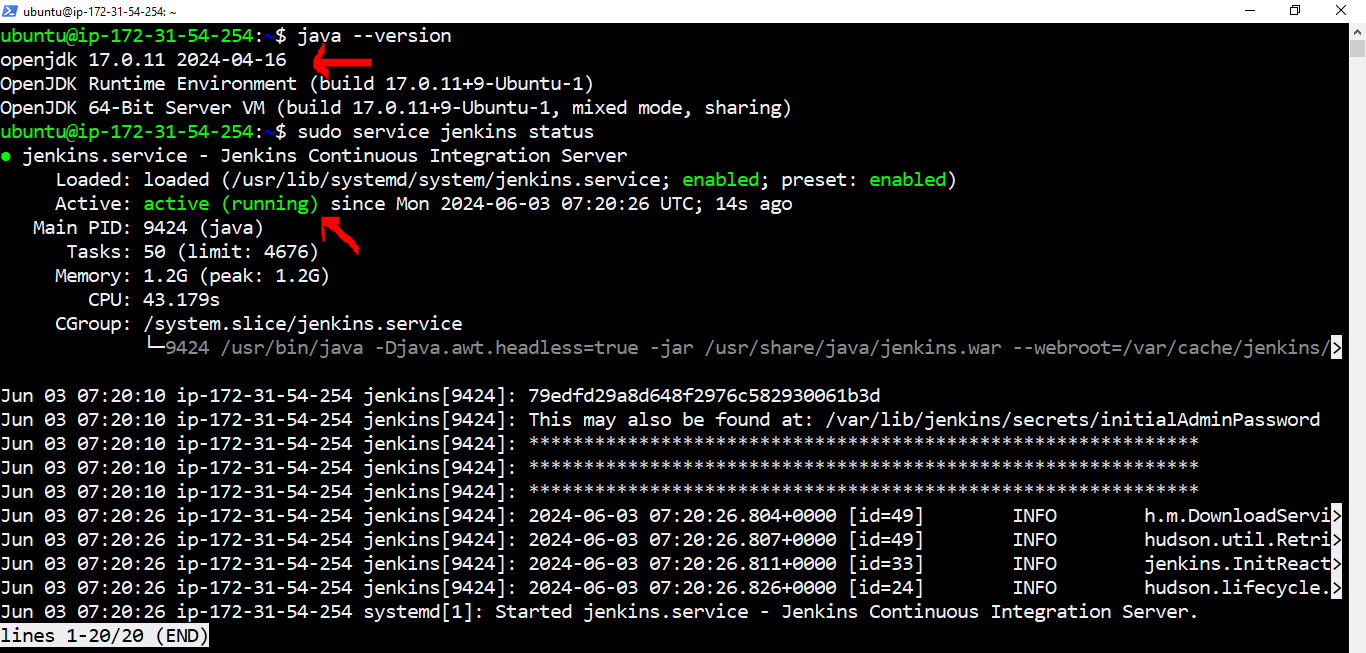 ubuntu@ip-172-31-54-254: ~
ubuntu@ip-172-31-54-254:~$ java --version
openjdk 17.0.11 2024-04-16
OpenJDK Runtime Environment (build 17.0.11+9-Ubuntu-1)
OpenJDK 64-Bit Server VM (build 17.0.11+9-Ubuntu-1, mixed mode, sharing)
ubuntu@ip-172-31-54-254:~$ sudo service jenkins status
● jenkins.service - Jenkins Continuous Integration Server
     Loaded: loaded (/usr/lib/systemd/system/jenkins.service; enabled; preset: enabled)
     Active: active (running) since Mon 2024-06-03 07:20:26 UTC; 14s ago
   Main PID: 9424 (java)
      Tasks: 50 (limit: 4676)
     Memory: 1.2G (peak: 1.2G)
        CPU: 43.179s
     CGroup: /system.slice/jenkins.service
             └─9424 /usr/bin/java -Djava.awt.headless=true -jar /usr/share/java/jenkins.war --webroot=/var/cache/jenkins/>
Jun 03 07:20:10 ip-172-31-54-254 jenkins[9424]: 79edfd29a8d648f2976c582930061b3d
Jun 03 07:20:10 ip-172-31-54-254 jenkins[9424]: This may also be found at: /var/lib/jenkins/secrets/initialAdminPassword
Jun 03 07:20:10 ip-172-31-54-254 jenkins[9424]: *************************************************************
Jun 03 07:20:10 ip-172-31-54-254 jenkins[9424]: *************************************************************
Jun 03 07:20:10 ip-172-31-54-254 jenkins[9424]: *************************************************************
Jun 03 07:20:26 ip-172-31-54-254 jenkins[9424]: 2024-06-03 07:20:26.804+0000 [id=49]        INFO        h.m.DownloadServi>
Jun 03 07:20:26 ip-172-31-54-254 jenkins[9424]: 2024-06-03 07:20:26.807+0000 [id=49]        INFO        hudson.util.Retri>
Jun 03 07:20:26 ip-172-31-54-254 jenkins[9424]: 2024-06-03 07:20:26.811+0000 [id=33]        INFO        jenkins.InitReact>
Jun 03 07:20:26 ip-172-31-54-254 jenkins[9424]: 2024-06-03 07:20:26.826+0000 [id=24]        INFO        hudson.lifecycle.>
Jun 03 07:20:26 ip-172-31-54-254 systemd[1]: Started jenkins.service - Jenkins Continuous Integration Server.
lines 1-20/20 (END)